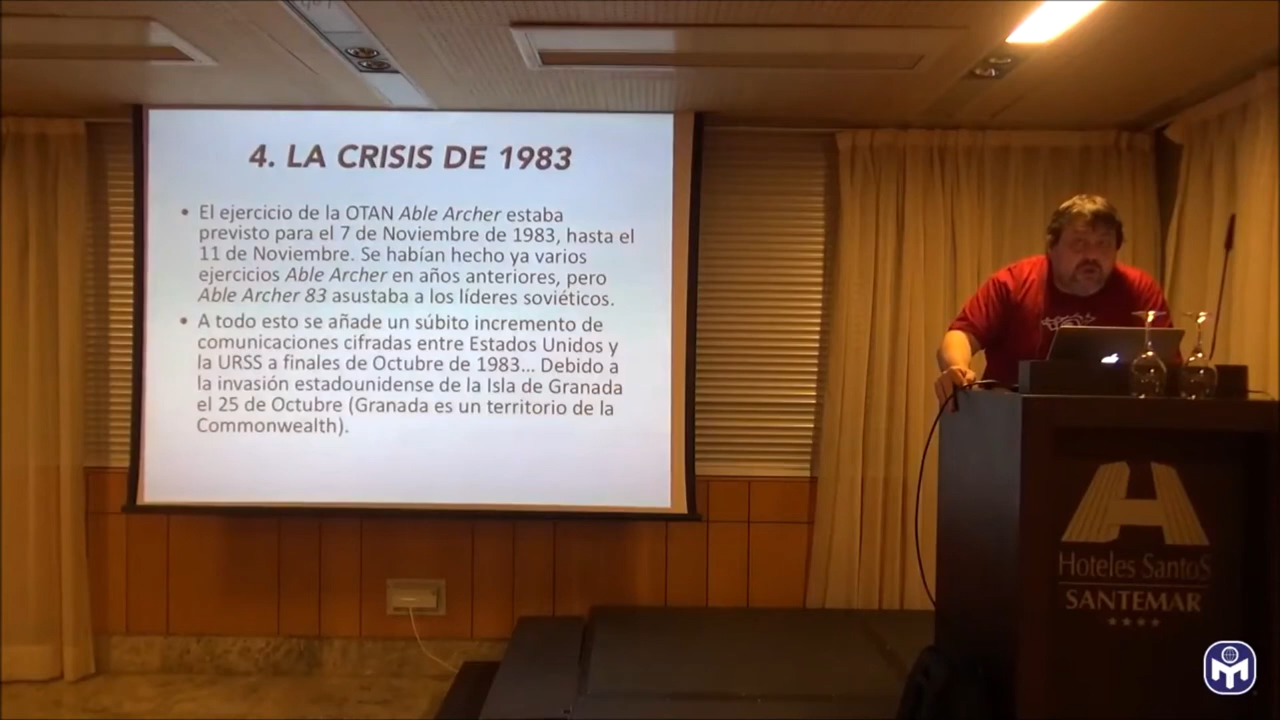 4. LA CRISIS DE 1983
• El ejercicio de la OTAN Able Archer estaba
previsto para el 7 de Noviembre de 1983, hasta el
11 de Noviembre. Se habían hecho ya varios
ejercicios Able Archer en años anteriores, pero
Able Archer 83 asustaba a los líderes soviéticos.
• A todo esto se añade un súbito incremento de
comunicaciones cifradas entre Estados Unidos y
la URSS a finales de Octubre de 1983... Debido a
la invasión estadounidense de la Isla de Granada
el 25 de Octubre (Granada es un territorio de la
Commonwealth).
Hoteles SantoS
SANTEMAR